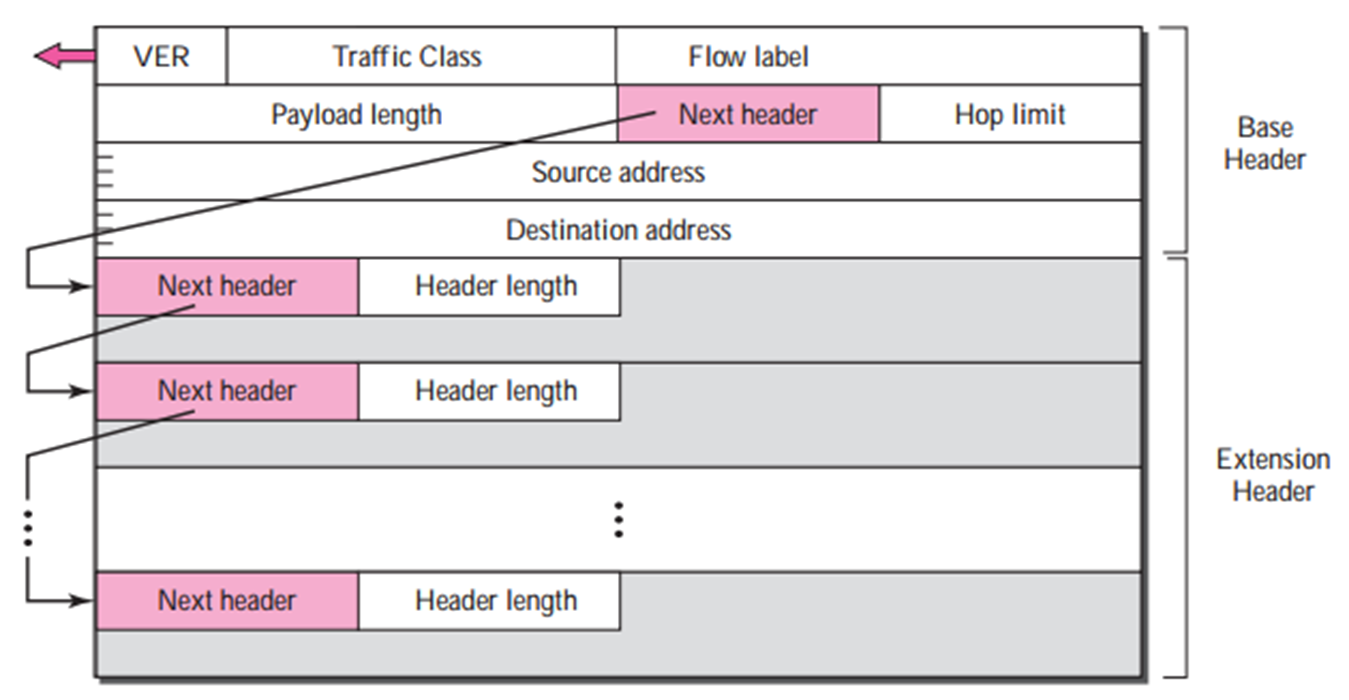 VER Traffic Class Flow label
Payload length Next header Hop limit
Base
Header
Source address
Destination address
Next header Header length
Next header Header length
Extension
Header
Next header Header length